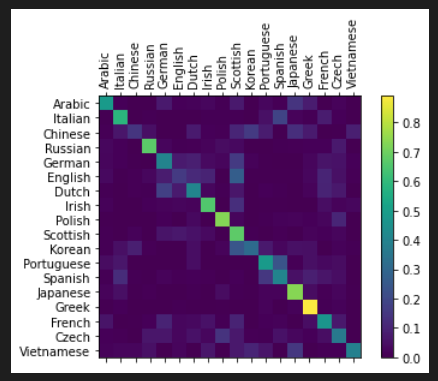 Arabic
Italian
Chinese
Russian
German
English
Dutch
Irish
Polish
Scottish
Korean
Portuguese
Spanish
Japanese
Greek
French
Czech
Vietnamese
Arabic
Italian
Chinese
Russian
German
English
Dutch
Irish
Polish
Scottish
Korean
Portuguese
Spanish
Japanese
Greek
French
Czech
Vietnamese
0.8
0.7
0.6
0.5
0.4
0.3
0.2
0.1
0.0